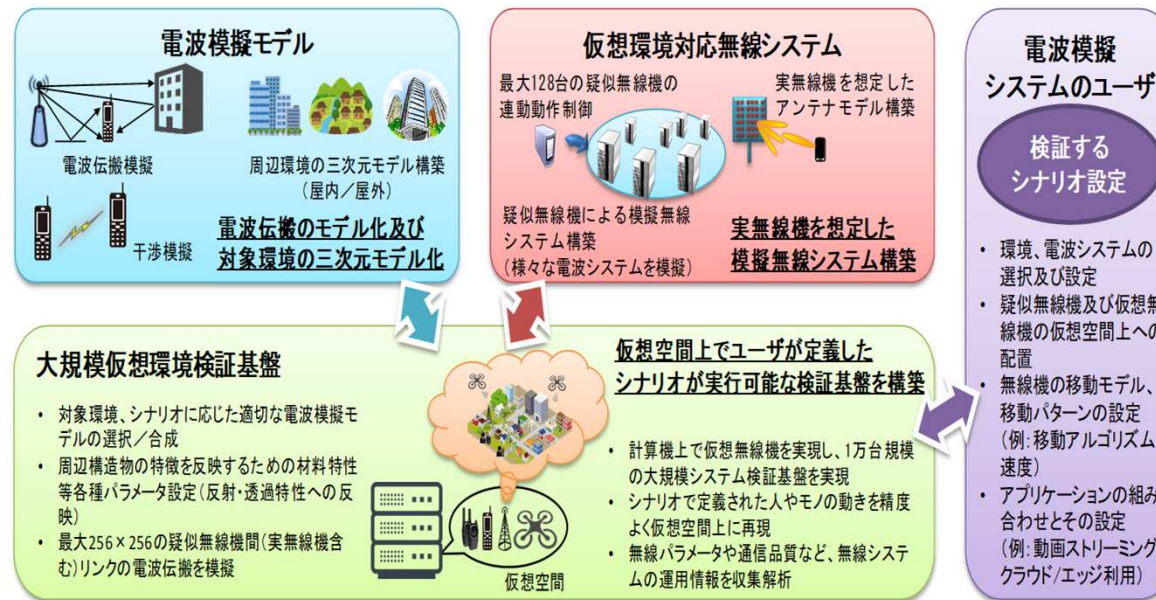 電波模擬モデル
電波伝搬模擬
周辺環境の三次元モデル構築
（屋内／屋外）
干渉模擬
電波伝搬のモデル化及び
対象環境の三次元モデル化
仮想環境対応無線システム
最大128台の疑似無線機の
連動動作制御
実無線機を想定した
アンテナモデル構築
疑似無線機による模擬無線
システム構築
（様々な電波システムを模擬）
実無線機を想定した
模擬無線システム構築
大規模仮想環境検証基盤
• 対象環境、シナリオに応じた適切な電波模擬モ
デルの選択／合成
• 周辺構造物の特徴を反映するための材料特性
等各種パラメータ設定（反射・透過特性への反
映）
• 最大256×256の疑似無線機間（実無線機含
む）リンクの電波伝搬を模擬
仮想空間
仮想空間上でユーザが定義した
シナリオが実行可能な検証基盤を構築
• 計算機上で仮想無線機を実現し、1万台規模
の大規模システム検証基盤を実現
• シナリオで定義された人やモノの動きを精度
よく仮想空間上に再現
• 無線パラメータや通信品質など、無線システ
ムの運用情報を収集解析
電波模擬
システムのユーザ
検証する
シナリオ設定
• 環境、電波システムの
選択及び設定
• 疑似無線機及び仮想無
線機の仮想空間上への
配置
• 無線機の移動モデル、
移動パターンの設定
（例：移動アルゴリズム
速度）
• アプリケーションの組み
合わせとその設定
（例：動画ストリーミング
クラウド/エッジ利用）